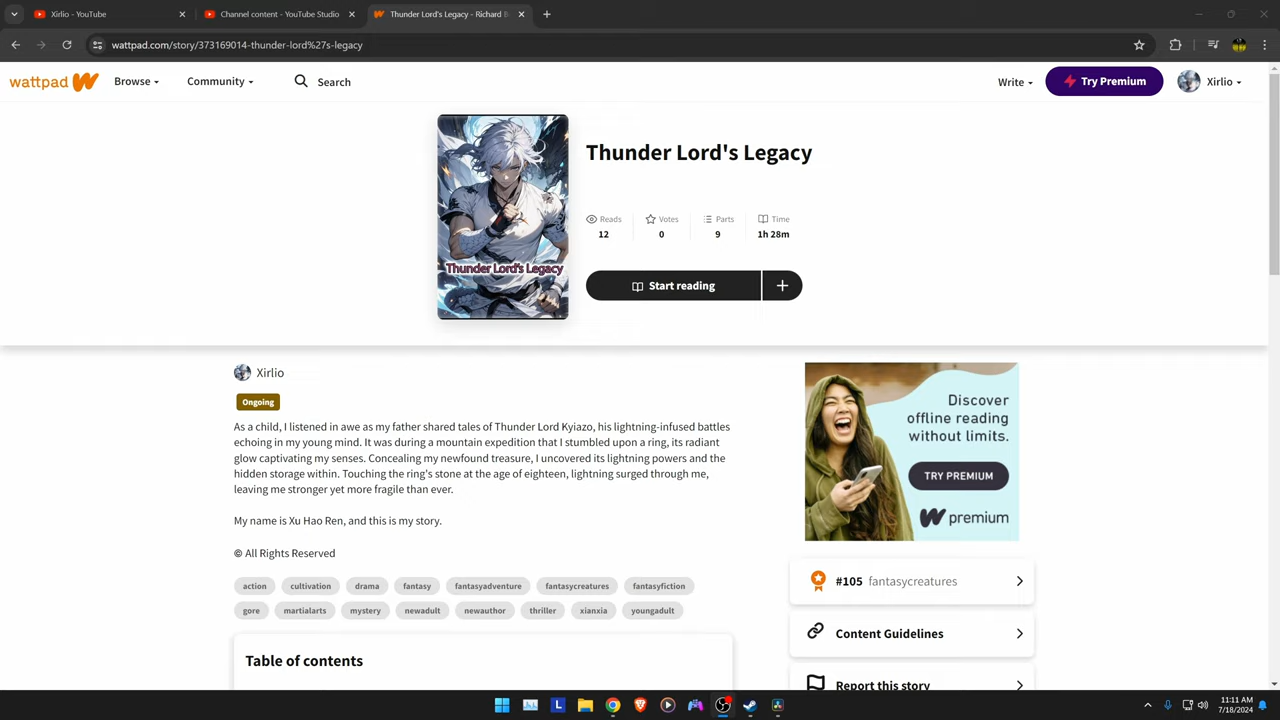 Xirlio - YouTube
Channel content - YouTube Studio
Thunder Lord's Legacy - Richard B
wattpad.com/story/373169014-thunder-lord%27s-legacy
wattpad
Browse
Community
Search
Write
Try Premium
Xirlio
Thunder Lord's Legacy
Thunder Lord's Legacy
Reads
Votes
Parts
Time
12
0
9
1h 28m
Start reading
Xirlio
Ongoing
As a child, I listened in awe as my father shared tales of Thunder Lord Kyiazo, his lightning-infused battles
echoing in my young mind. It was during a mountain expedition that I stumbled upon a ring, its radiant
glow captivating my senses. Concealing my newfound treasure, I uncovered its lightning powers and the
hidden storage within. Touching the ring's stone at the age of eighteen, lightning surged through me,
leaving me stronger yet more fragile than ever.
My name is Xu Hao Ren, and this is my story.
© All Rights Reserved
action cultivation drama fantasy fantasyadventure fantasycreatures fantasyfiction
gore martialarts mystery newadult newauthor thriller xianxia youngadult
Table of contents
Discover
offline reading
without limits.
TRY PREMIUM
premium
#105 fantasycreatures
Content Guidelines
Report this story
11:11 AM
7/18/2024